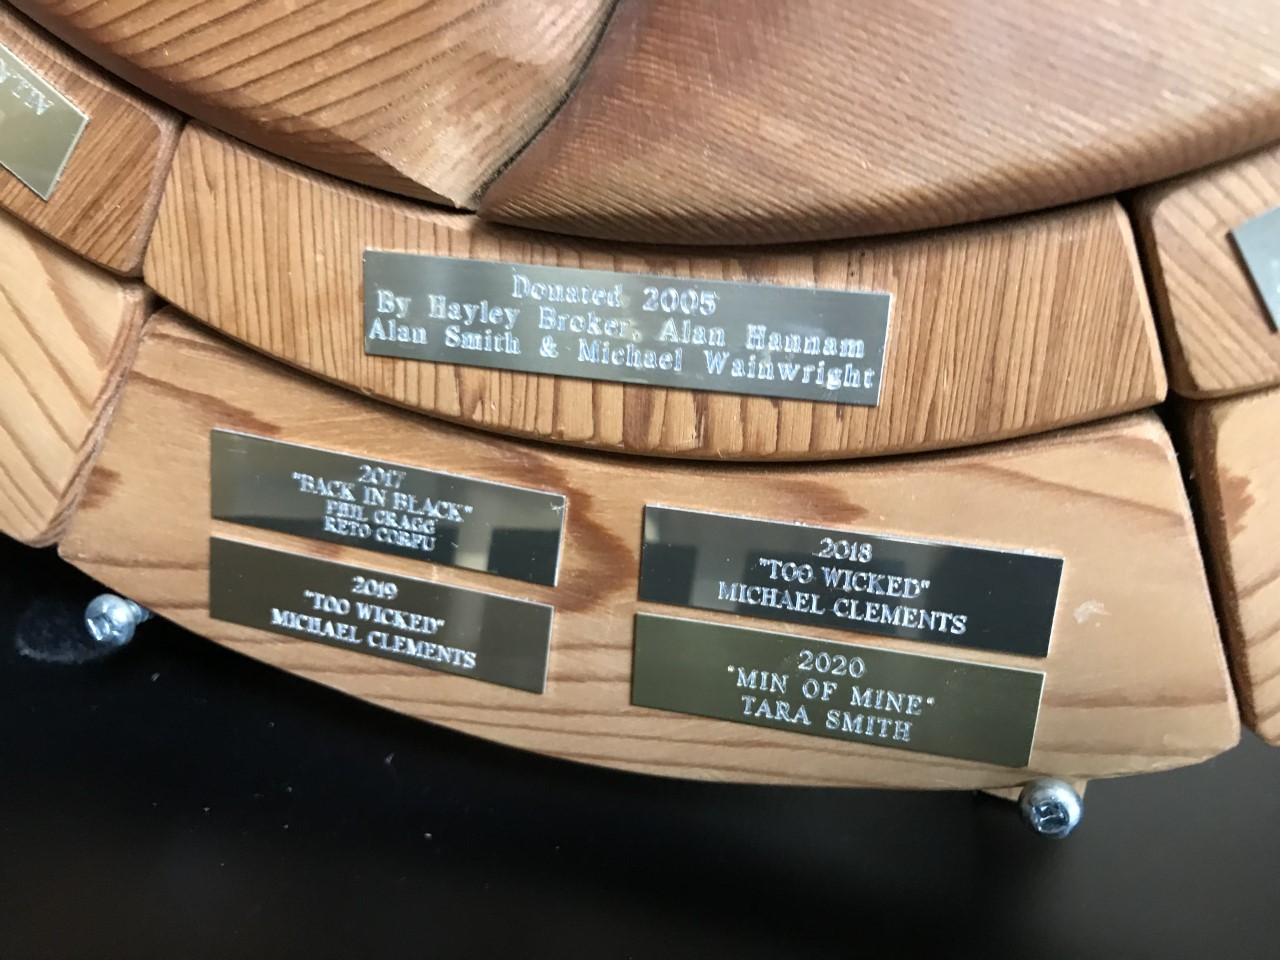 Donated 2005
By Hayley Broker, Alan Hannam
Alan Smith & Michael Wainwright
2017
"BACK IN BLACK"
PHIL CRAGG
RETO CORFU
2018
"TOO WICKED"
MICHAEL CLEMENTS
2019
"TOO WICKED"
MICHAEL CLEMENTS
2020
"MIN OF MINE"
TARA SMITH